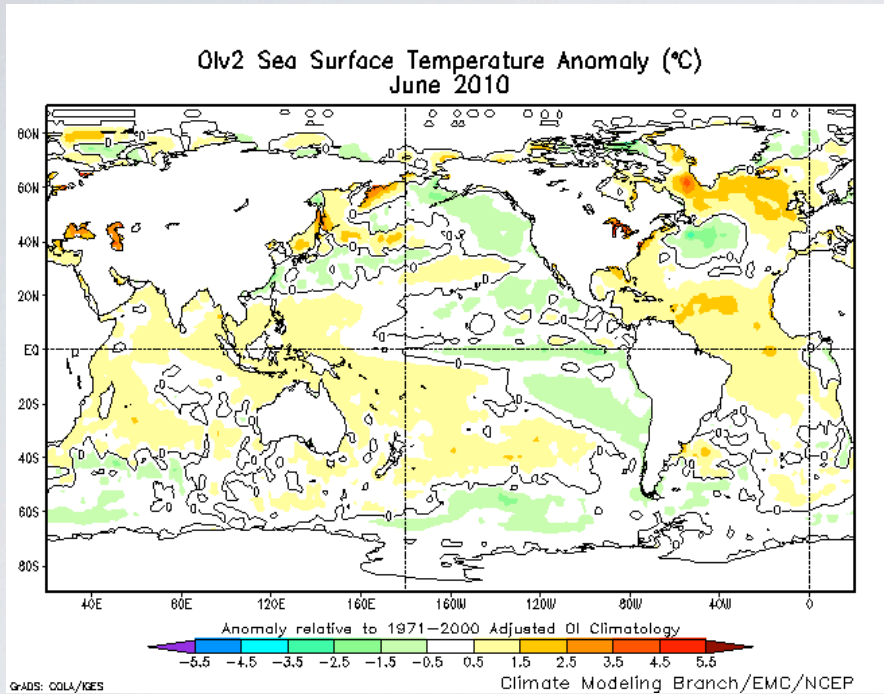 OIv2 Sea Surface Temperature Anomaly (°C)
June 2010
80N
60N
40N
20N
EQ
20S
40S
60S
80S
40E 80E 120E 160E 160W 120W 80W 40W 0
Anomaly relative to 1971-2000 Adjusted OI Climatology
-5.5 -4.5 -3.5 -2.5 -1.5 -0.5 0.5 1.5 2.5 3.5 4.5 5.5
GrADS: COLA/IGES
Climate Modeling Branch/EMC/NCEP